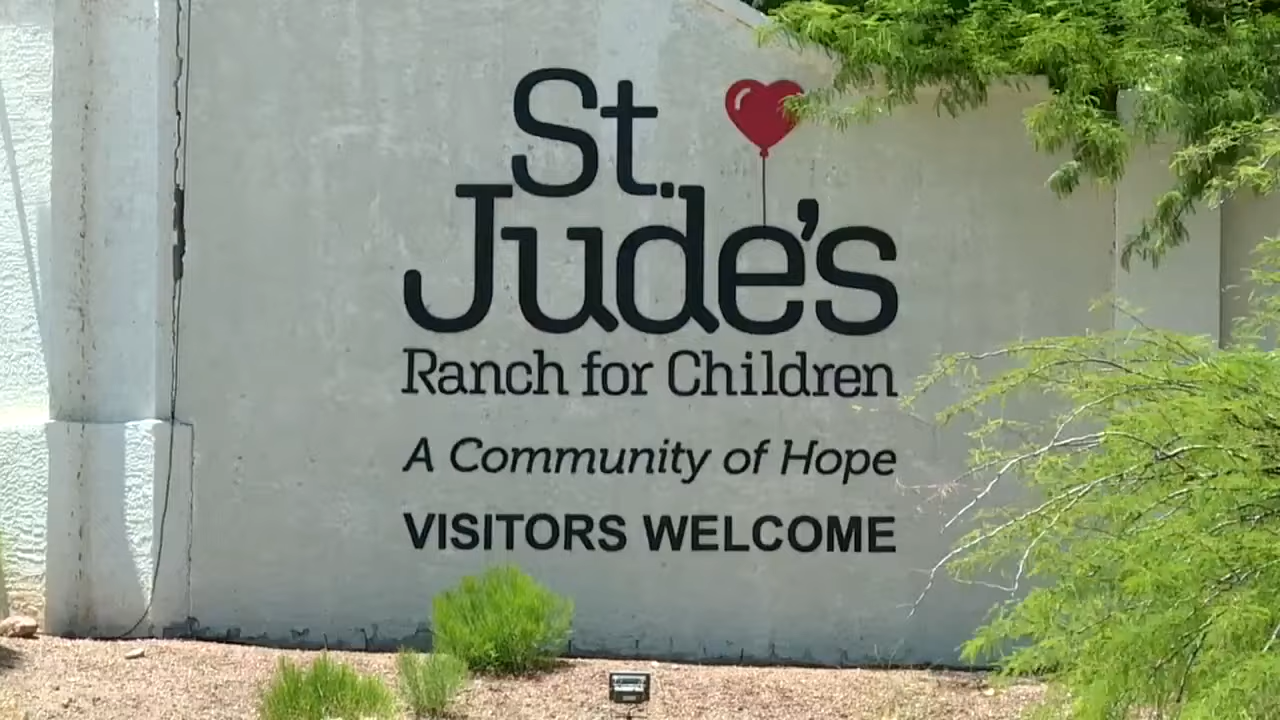 St.
Jude's
Ranch for Children
A Community of Hope
VISITORS WELCOME